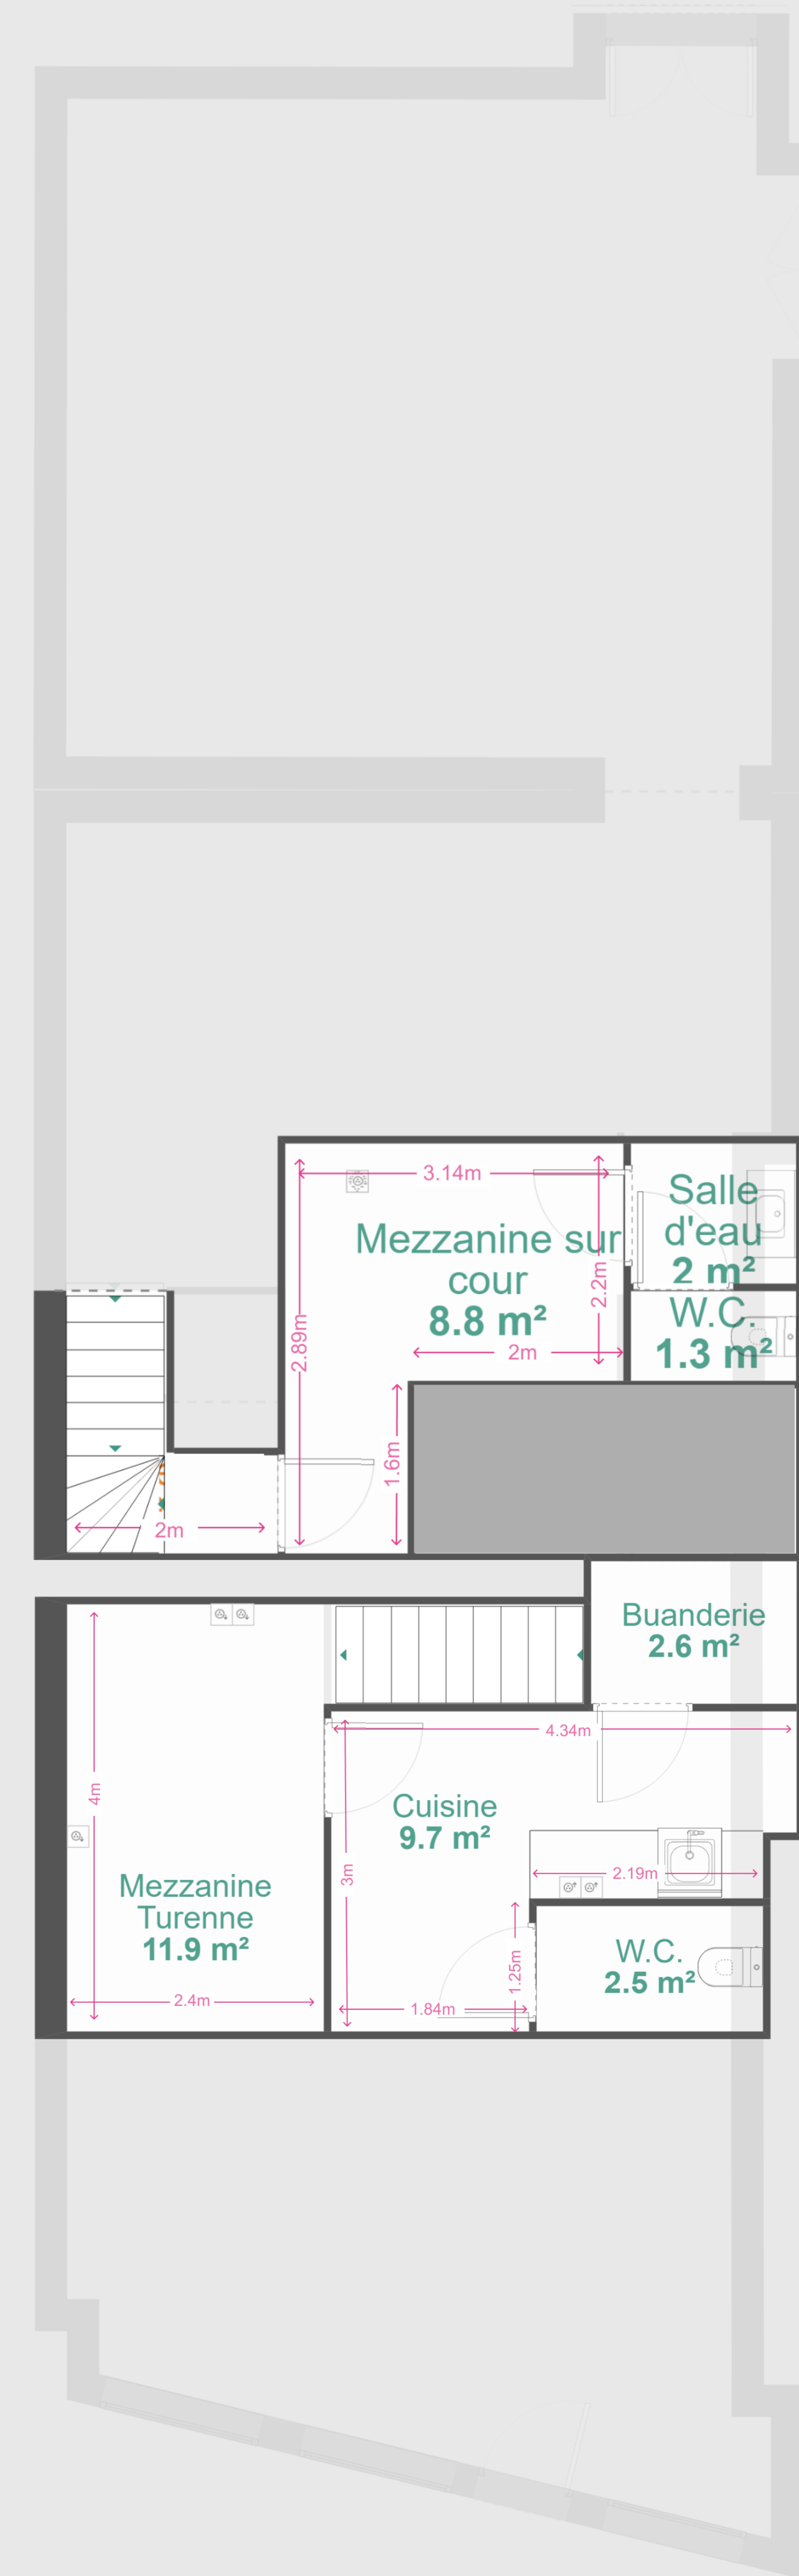 3.14m
Salle
d'eau
2 m²
Mezzanine sur
cour
8.8 m²
2.2m
W.C.
1.3 m²
2.89m
2m
1.6m
2m
Buanderie
2.6 m²
4.34m
4m
Cuisine
9.7 m²
3m
2.19m
Mezzanine
Turenne
11.9 m²
W.C.
2.5 m²
1.25m
2.4m
1.84m